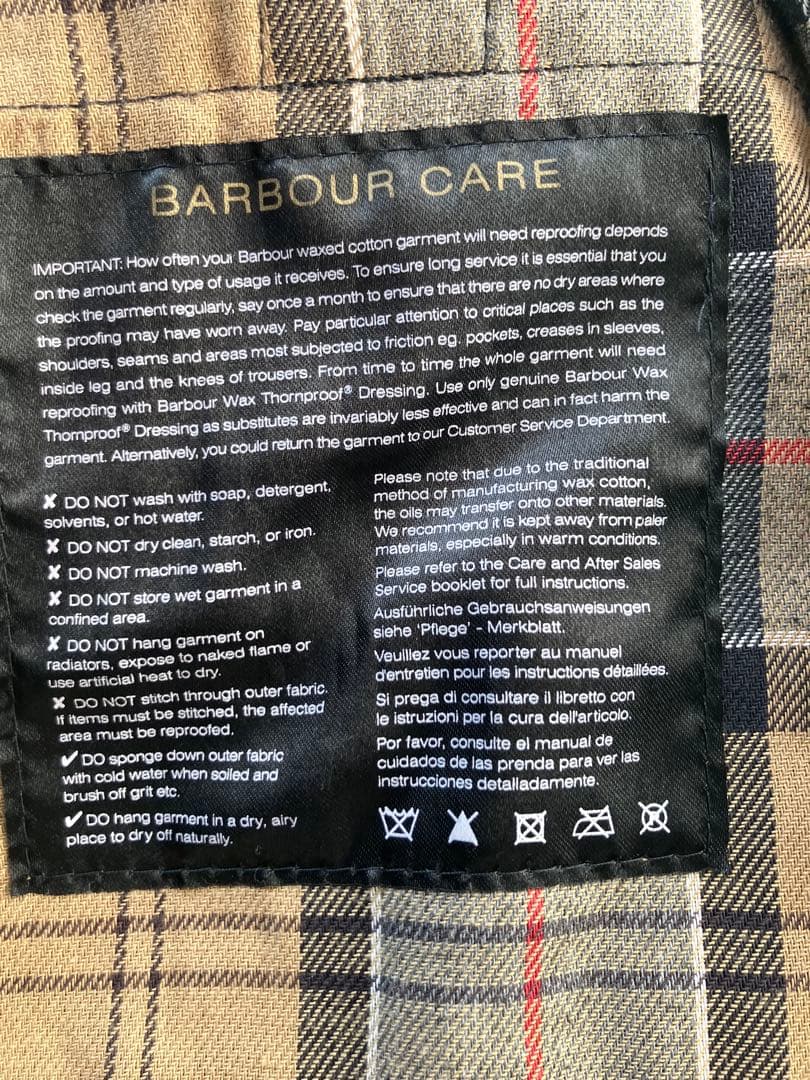 BARBOUR CARE
IMPORTANT: How often your Barbour waxed cotton garment will need reproofing depends
on the amount and type of usage it receives. To ensure long service it is essential that you
check the garment regularly, say once a month to ensure that there are no dry areas where
the proofing may have worn away. Pay particular attention to critical places such as the
shoulders, seams and areas most subjected to friction eg. pockets, creases in sleeves,
inside leg and the knees of trousers. From time to time the whole garment will need
reproofing with Barbour Wax Thornproof® Dressing. Use only genuine Barbour Wax
Thornproof® Dressing as substitutes are invariably less effective and can in fact harm the
garment. Alternatively, you could return the garment to our Customer Service Department.
✘ DO NOT wash with soap, detergent,
solvents, or hot water.
✘ DO NOT dry clean, starch, or iron.
✘ DO NOT machine wash.
✘ DO NOT store wet garment in a
confined area.
✘ DO NOT hang garment on
radiators, expose to naked flame or
use artificial heat to dry.
✘ DO NOT stitch through outer fabric.
If items must be stitched, the affected
area must be reproofed.
✔ DO sponge down outer fabric
with cold water when soiled and
brush off grit etc.
✔ DO hang garment in a dry, airy
place to dry off naturally.
Please note that due to the traditional
method of manufacturing wax cotton,
the oils may transfer onto other materials.
We recommend it is kept away from paler
materials, especially in warm conditions.
Please refer to the Care and After Sales
Service booklet for full instructions.
Ausführliche Gebrauchsanweisungen
siehe 'Pflege' - Merkblatt.
Veuillez vous reporter au manuel
d'entretien pour les instructions détaillées.
Si prega di consultare il libretto con
le istruzioni per la cura dell'articolo.
Por favor, consulte el manual de
cuidados de las prenda para ver las
instrucciones detalladamente.